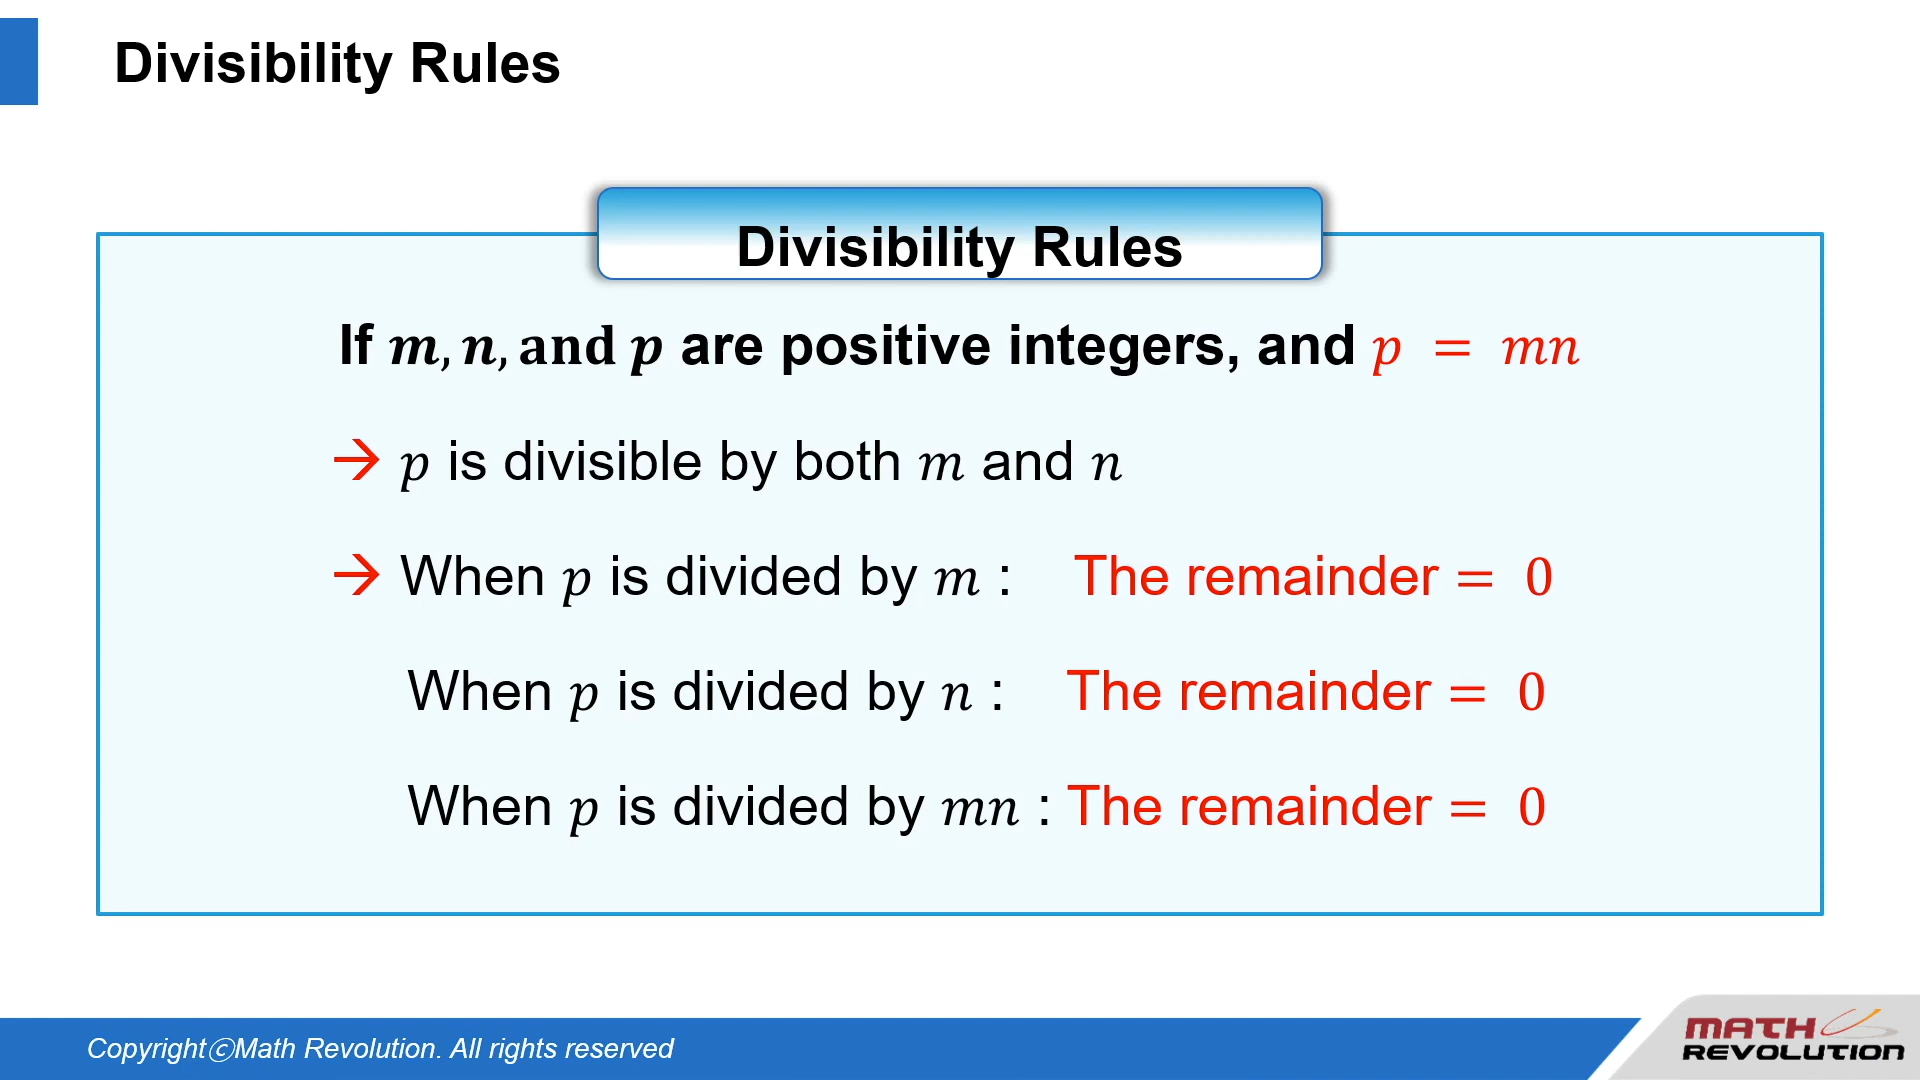 Divisibility Rules
Divisibility Rules
If m, n, and p are positive integers, and p = mn
→ p is divisible by both m and n
→ When p is divided by m : The remainder = 0
When p is divided by n : The remainder = 0
When p is divided by mn : The remainder = 0
CopyrightⓒMath Revolution. All rights reserved
MATH
REVOLUTION